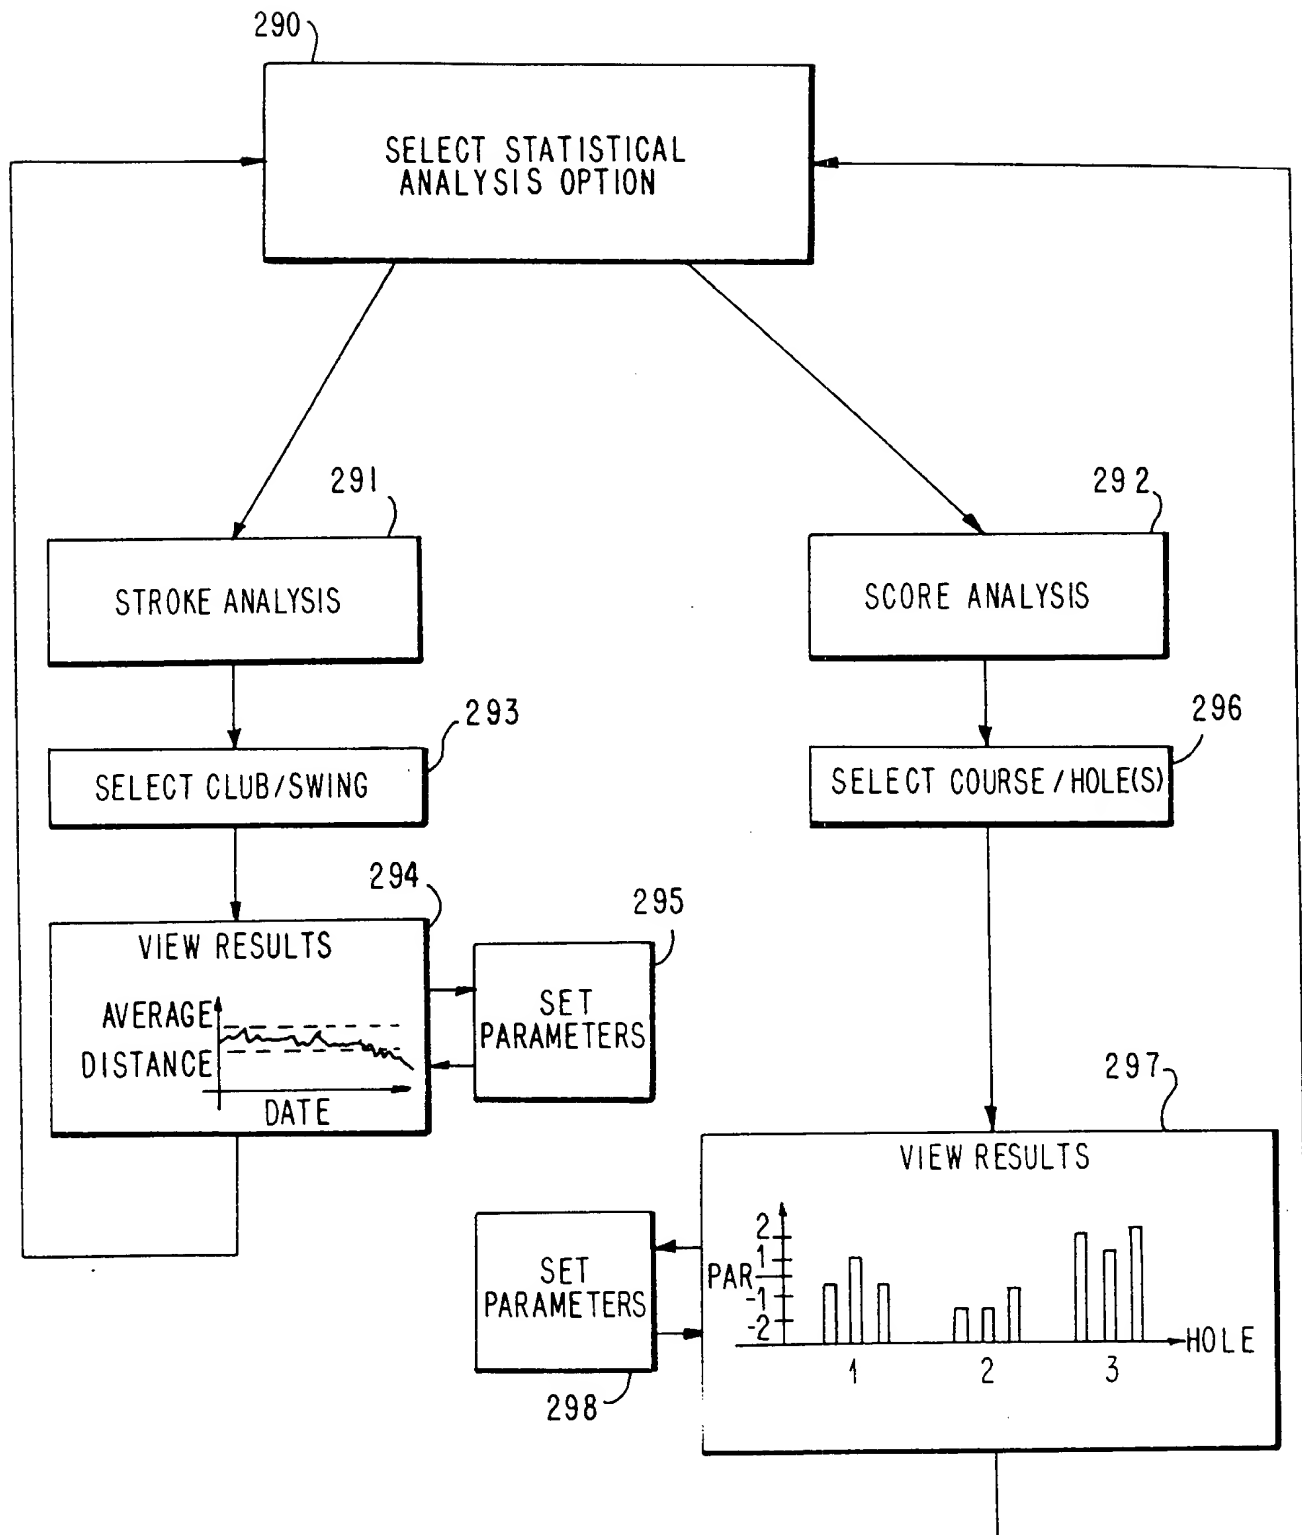 290
SELECT STATISTICAL
ANALYSIS OPTION
291
292
STROKE ANALYSIS
SCORE ANALYSIS
293
296
SELECT CLUB/SWING
SELECT COURSE/HOLE(S)
294
295
VIEW RESULTS
AVERAGE
DISTANCE
DATE
SET
PARAMETERS
297
VIEW RESULTS
2
1
PAR
-1
-2
HOLE
1 2 3
SET
PARAMETERS
298